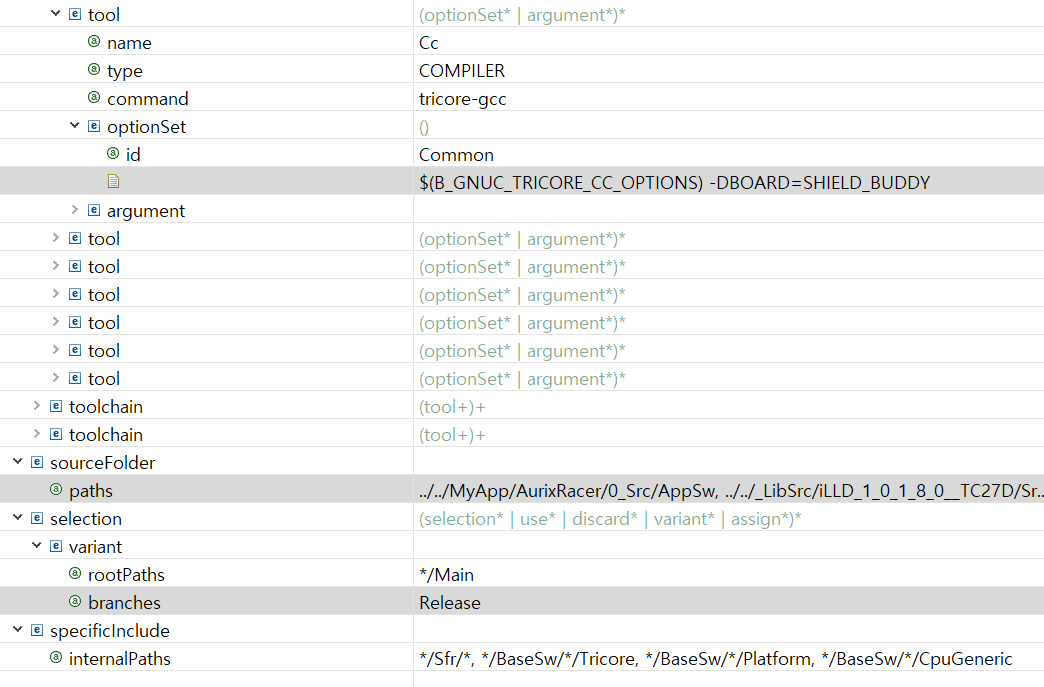 tool (optionSet* | argument*)*
name Cc
type COMPILER
command tricore-gcc
optionSet ()
id Common
$(B_GNUC_TRICORE_CC_OPTIONS) -DBOARD=SHIELD_BUDDY
argument
tool (optionSet* | argument*)*
tool (optionSet* | argument*)*
tool (optionSet* | argument*)*
tool (optionSet* | argument*)*
tool (optionSet* | argument*)*
tool (optionSet* | argument*)*
toolchain (tool+)+
toolchain (tool+)+
sourceFolder
paths ../../MyApp/AurixRacer/0_Src/AppSw, ../../_LibSrc/iLLD_1_0_1_8_0__TC27D/Sr...
selection (selection* | use* | discard* | variant* | assign*)*
variant
rootPaths */Main
branches Release
specificInclude
internalPaths */Sfr/*, */BaseSw/*/Tricore, */BaseSw/*/Platform, */BaseSw/*/CpuGeneric